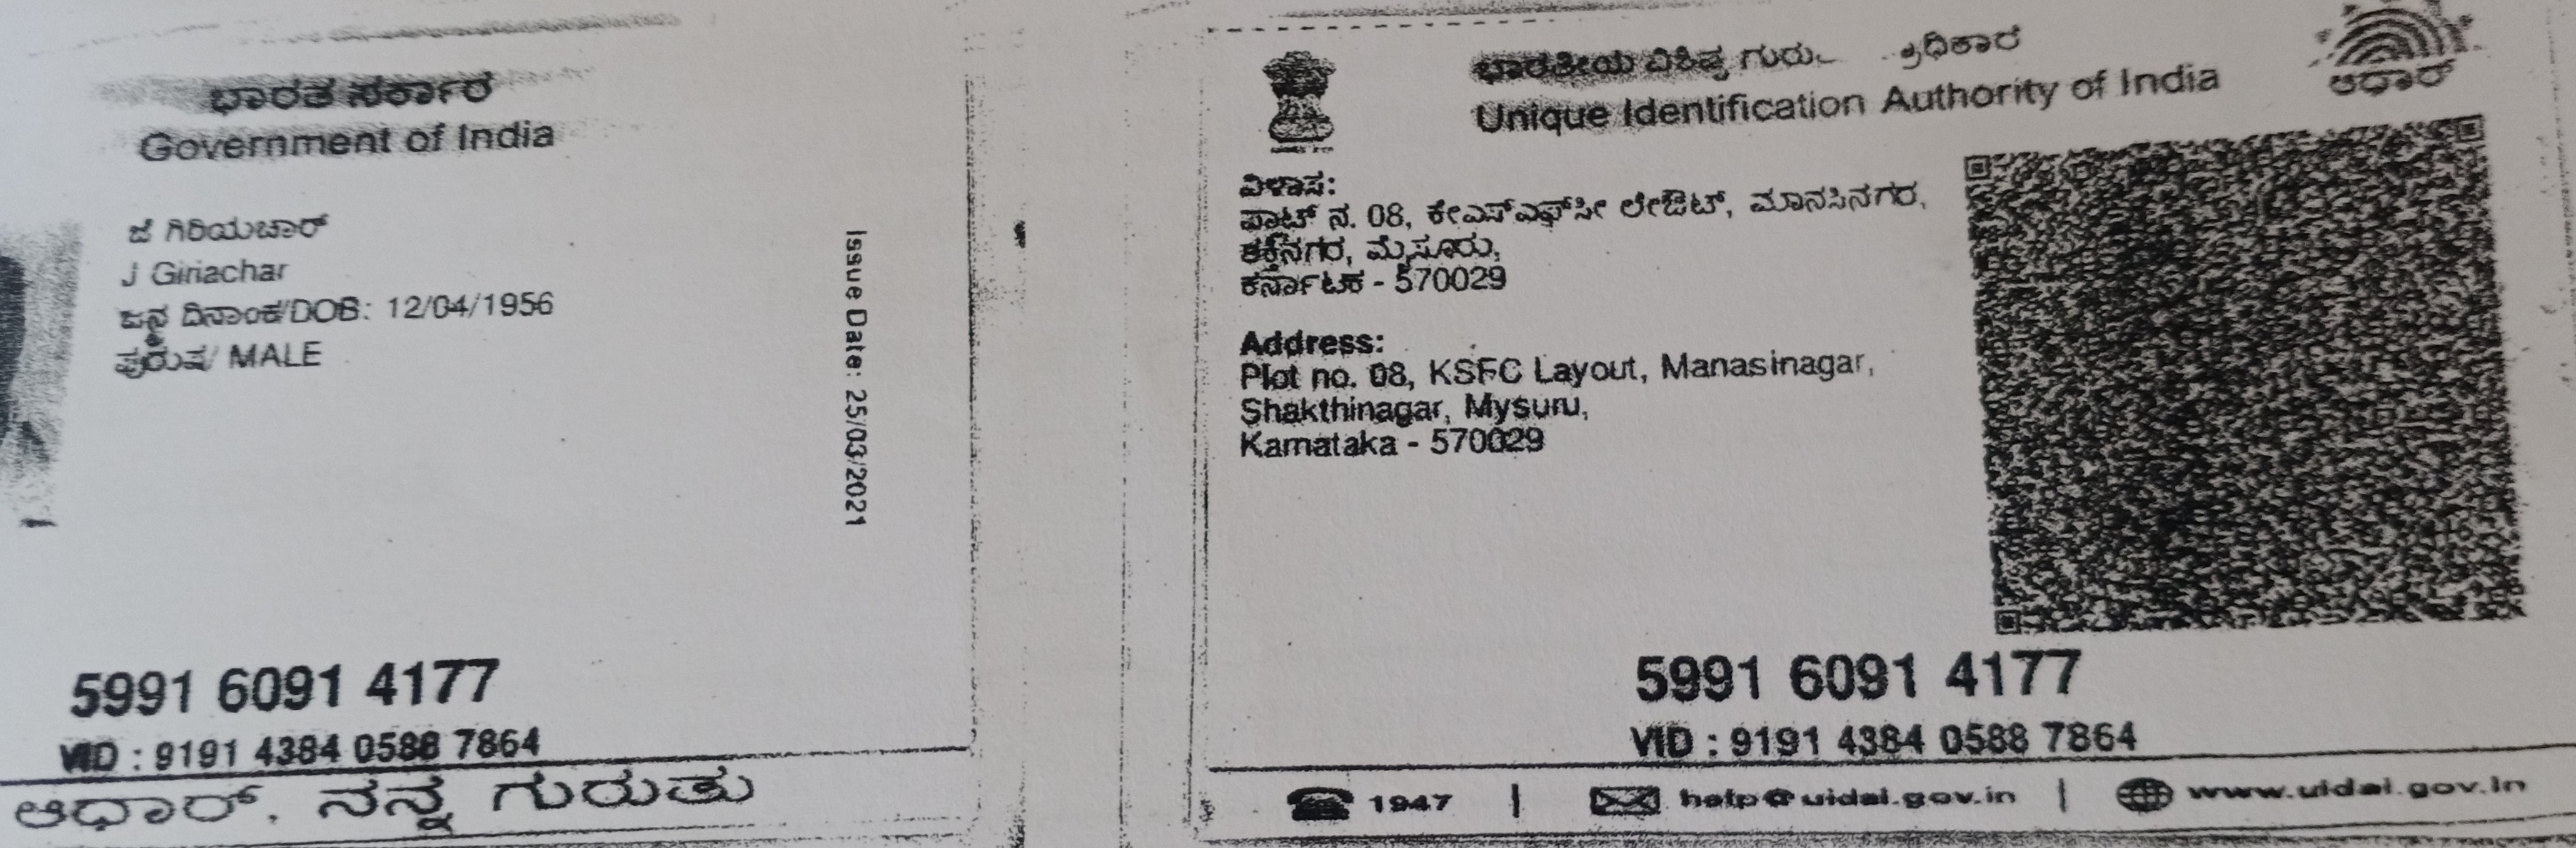 ಭಾರತ ಸರ್ಕಾರ
Government of India
ಜೆ ಗಿರಿಯಚಾರ್
J Giriachar
ಜನ್ಮ ದಿನಾಂಕ/DOB: 12/04/1956
ಪುರುಷ/ MALE
Issue Date: 25/03/2021
5991 6091 4177
VID : 9191 4384 0588 7864
ಆಧಾರ್, ನನ್ನ ಗುರುತು
ಭಾರತೀಯ ವಿಶಿಷ್ಟ ಗುರು
Unique Identification Authority of India
ಆಧಾರ್
ವಿಳಾಸ:
ಪ್ಲಾಟ್ ನ. 08, ಕೇಎಸ್ಎಫ್‌ಸೀ ಲೇಔಟ್, ಮಾನಸಿನಗರ,
ಮೈಸೂರು,
ಕರ್ನಾಟಕ - 570029
Address:
Plot no. 08, KSFC Layout, Manasinagar,
Shakthinagar, Mysuru,
Karnataka - 570029
5991 6091 4177
VID : 9191 4384 0588 7864
1947 | help@uidai.gov.in | www.uidai.gov.in